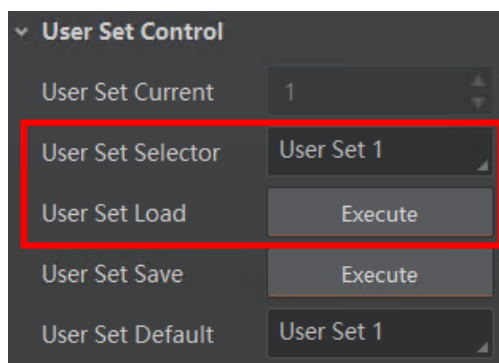 User Set Control
User Set Current 1
User Set Selector User Set 1
User Set Load Execute
User Set Save Execute
User Set Default User Set 1